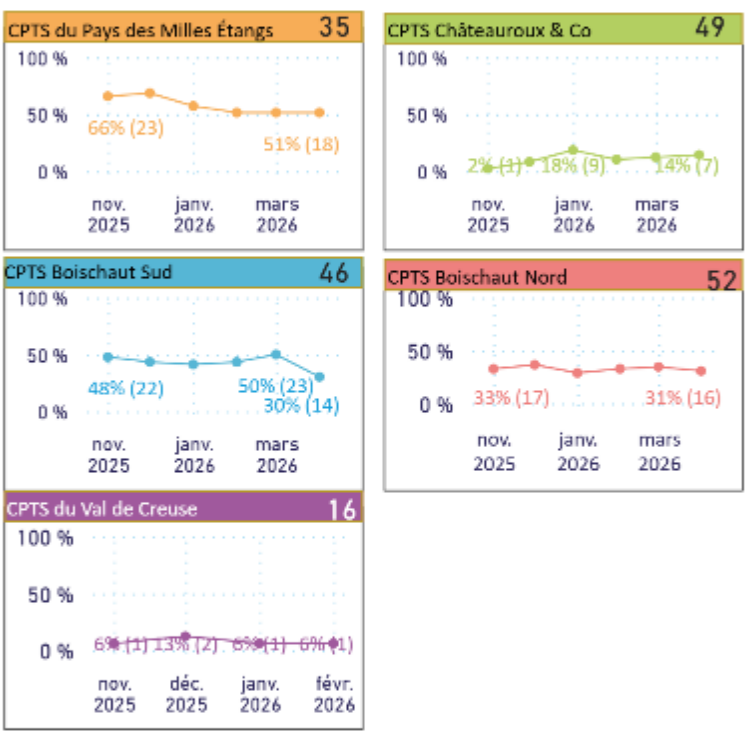 CPTS du Pays des Milles Étangs 35
100 %
50 %
0 %
66% (23)
51% (18)
nov. janv. mars
2025 2026 2026
CPTS Châteauroux & Co 49
100 %
50 %
0 %
2% (1) 18% (9) 14% (7)
nov. janv. mars
2025 2026 2026
CPTS Boischaut Sud 46
100 %
50 %
0 %
48% (22) 50% (23)
30% (14)
nov. janv. mars
2025 2026 2026
CPTS Boischaut Nord 52
100 %
50 %
0 %
33% (17) 31% (16)
nov. janv. mars
2025 2026 2026
CPTS du Val de Creuse 16
100 %
50 %
0 %
6% (1) 13% (2) 6% (1) 6% (1)
nov. déc. janv. févr.
2025 2025 2026 2026